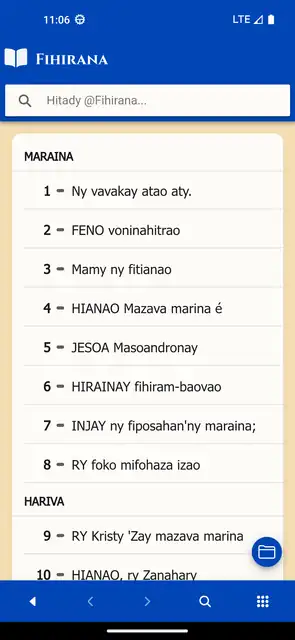 11:06 LTE
FIHIRANA
Hitady @Fihirana...
MARAINA
1 - Ny vavakay atao aty.
2 - FENO voninahitrao
3 - Mamy ny fitianao
4 - HIANAO Mazava marina é
5 - JESOA Masoandronay
6 - HIRAINAY fihiram-baovao
7 - INJAY ny fiposahan'ny maraina;
8 - RY foko mifohaza izao
HARIVA
9 - RY Kristy 'Zay mazava marina
10 - HIANAO, ry Zanahary